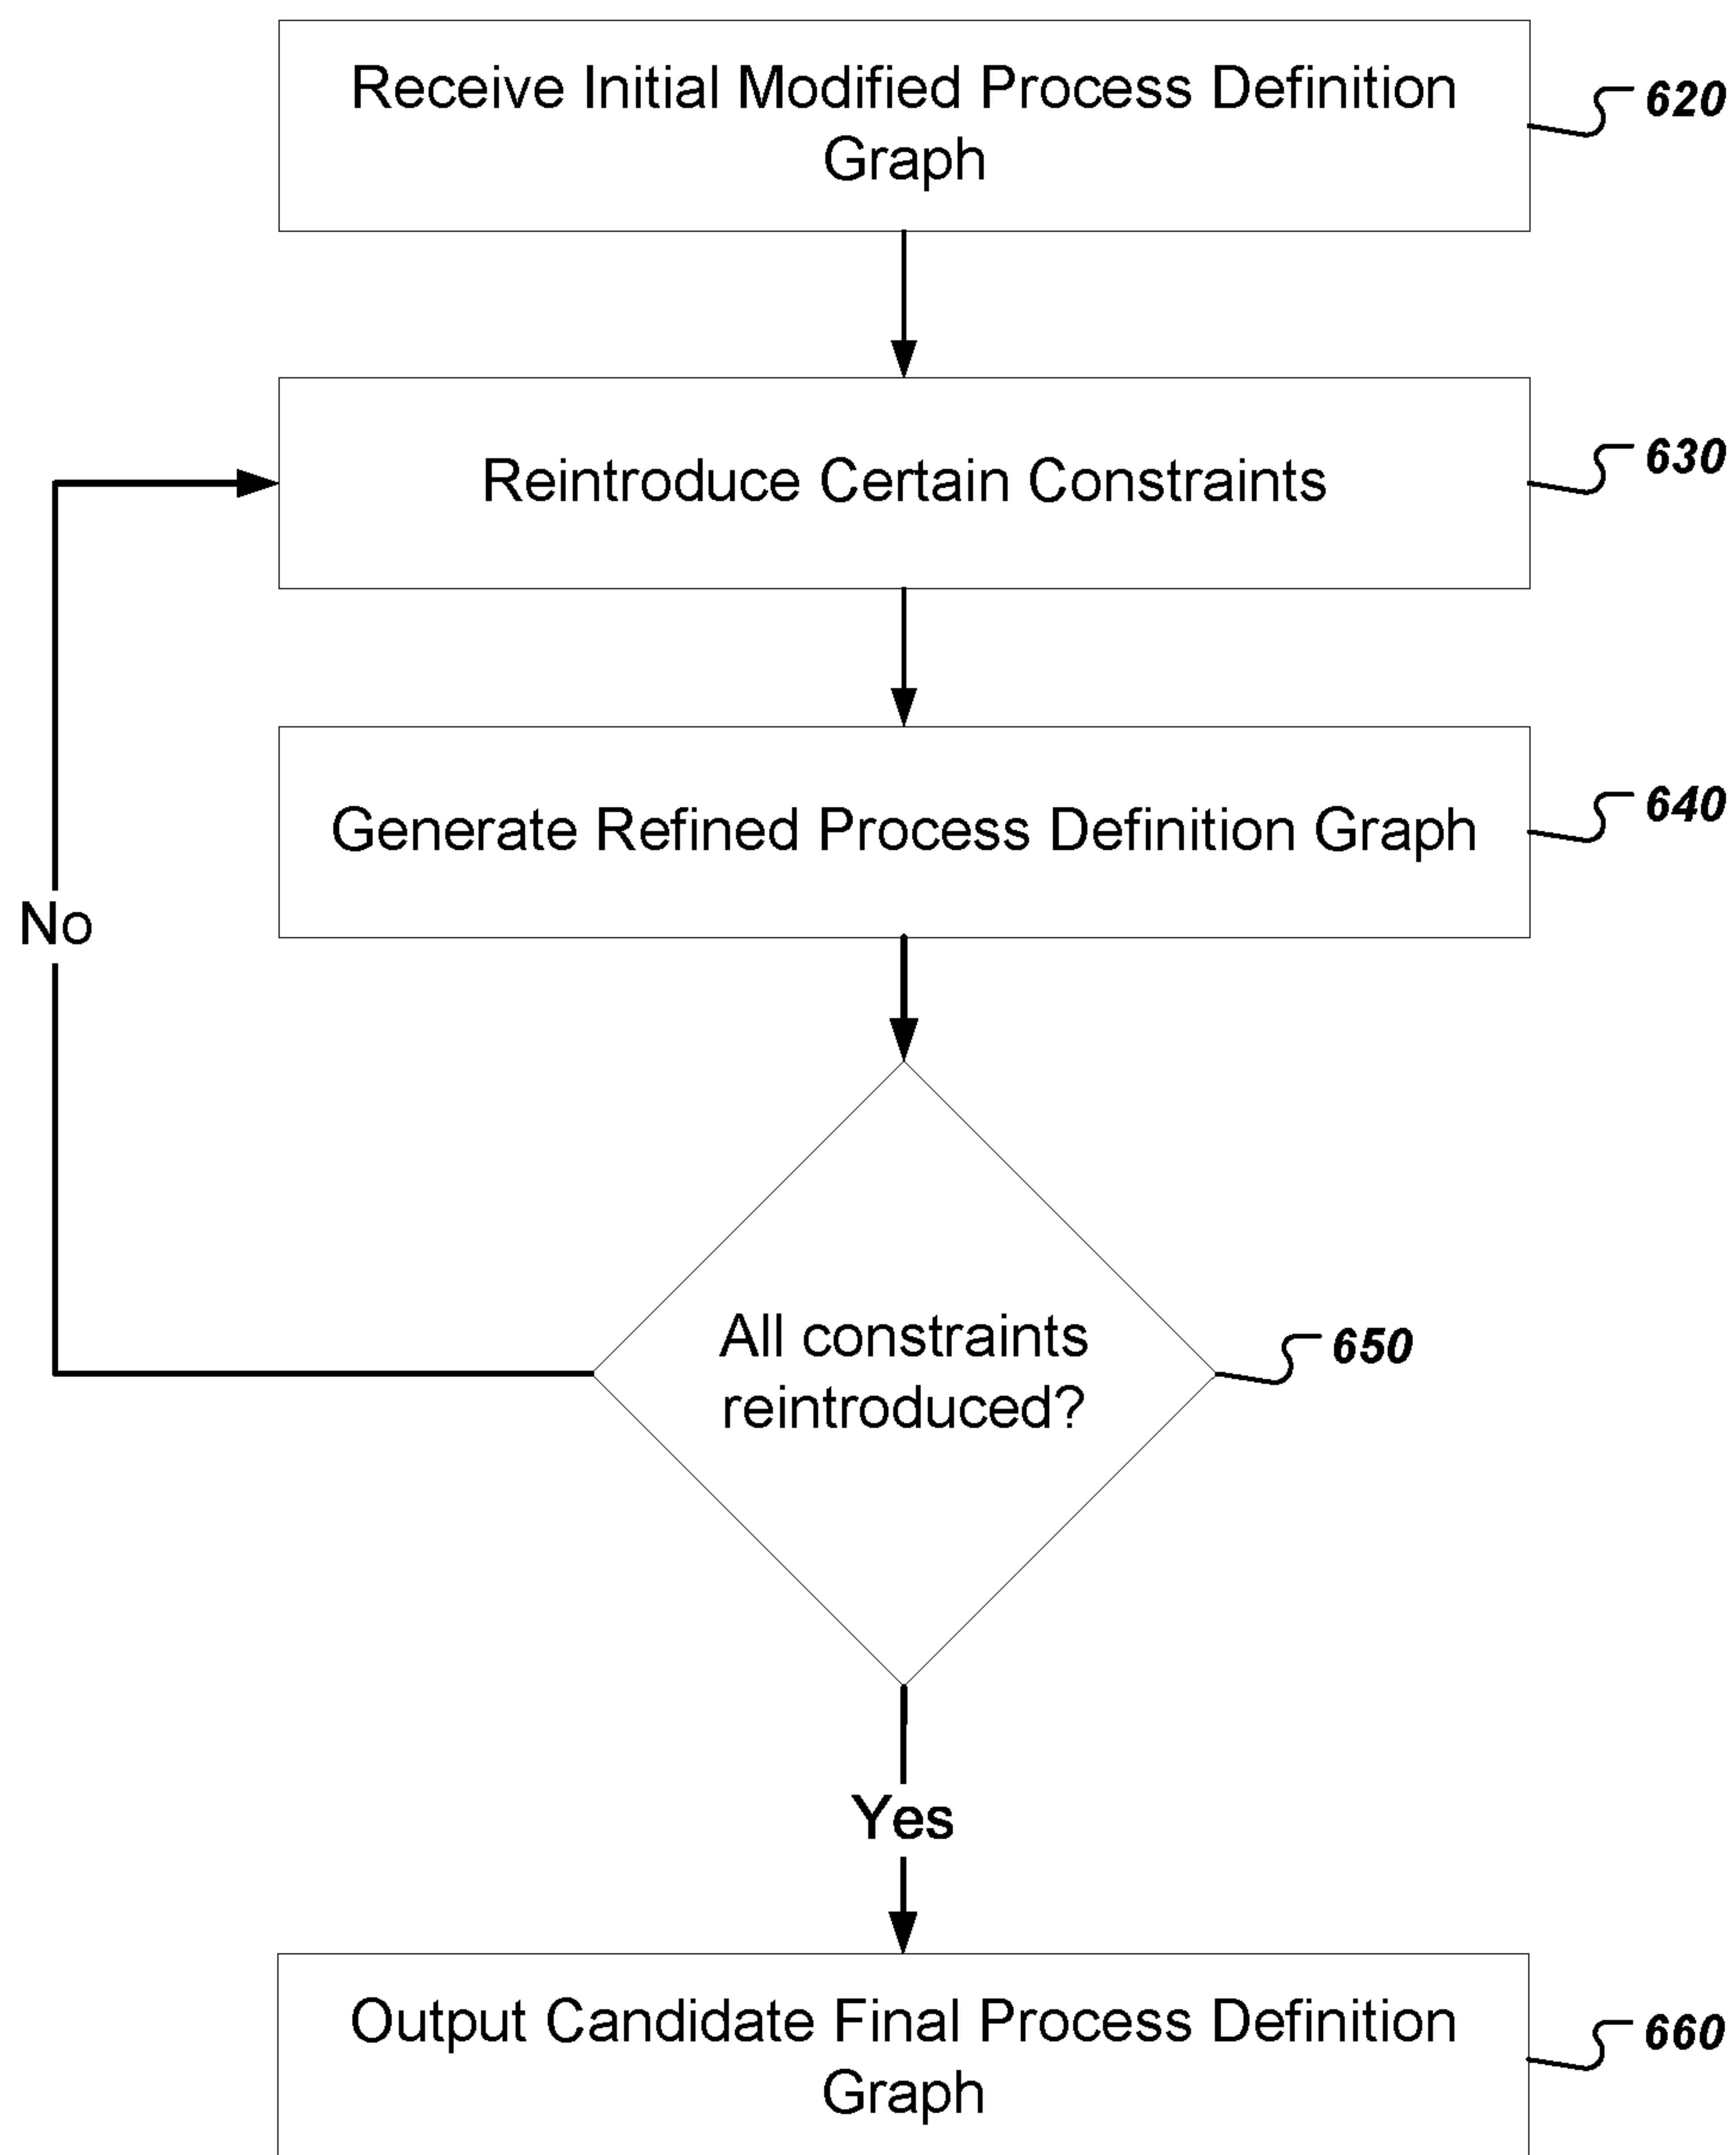 Receive Initial Modified Process Definition
Graph
620
Reintroduce Certain Constraints
630
Generate Refined Process Definition Graph
640
No
All constraints
reintroduced?
650
Yes
Output Candidate Final Process Definition
Graph
660